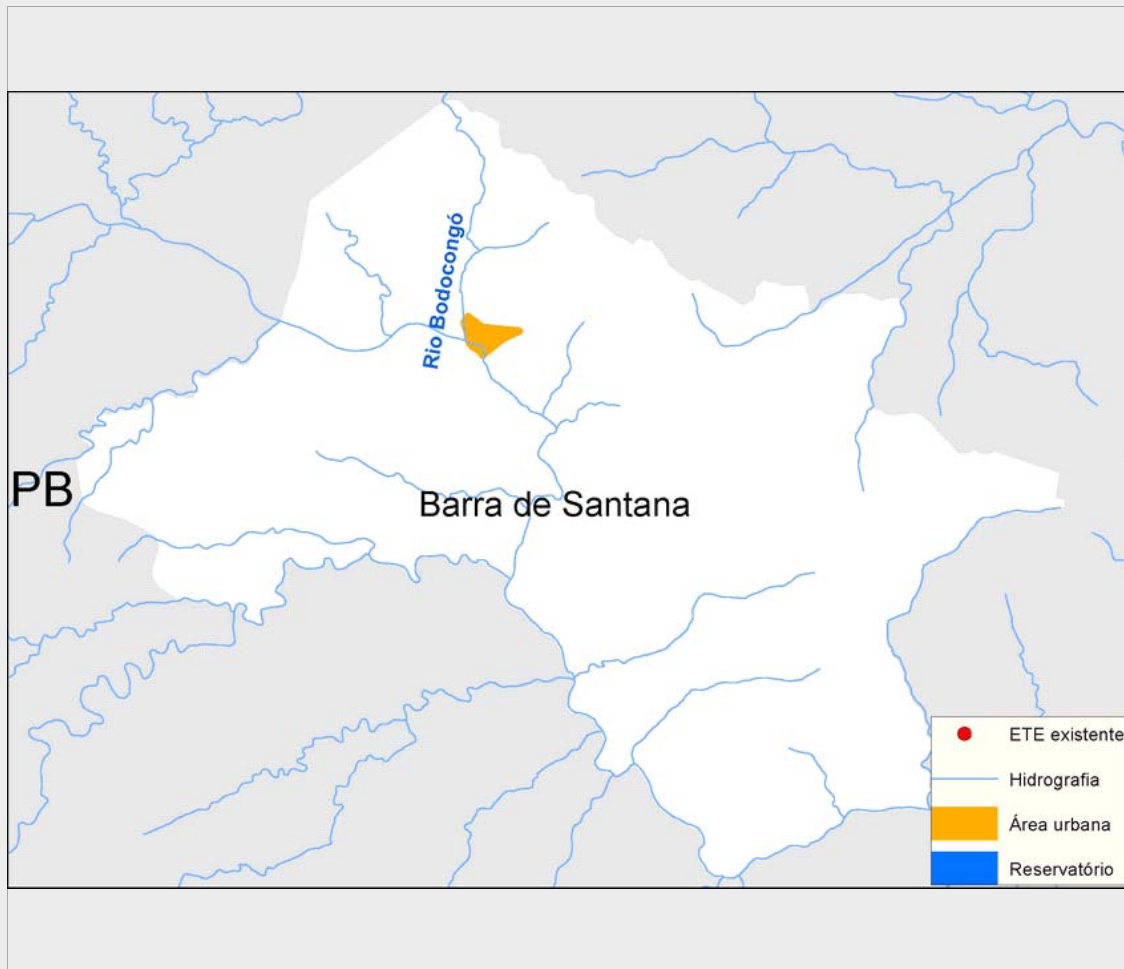 Rio Bodocongó
PB
Barra de Santana
ETE existente
Hidrografia
Área urbana
Reservatório